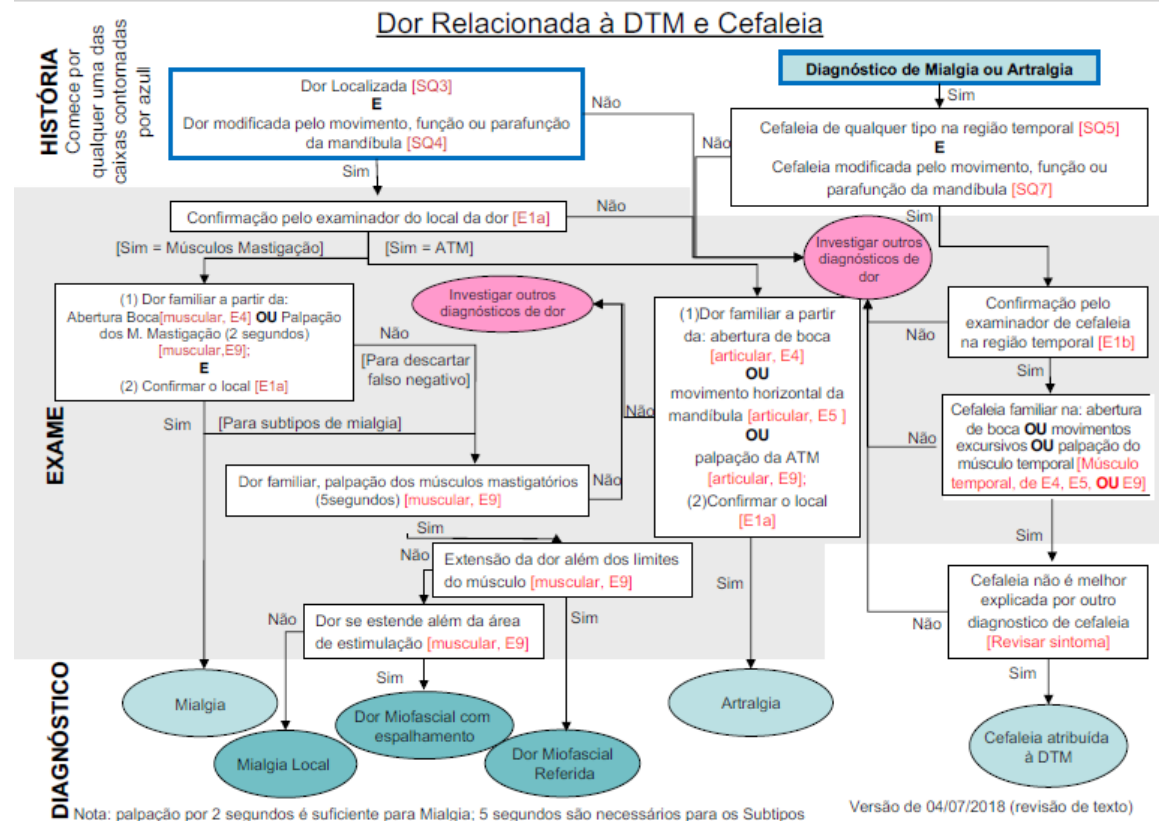 Dor Relacionada à DTM e Cefaleia
HISTÓRIA
Comece por
qualquer uma das
caixas contornadas
por azull
Dor Localizada [SQ3]
E
Dor modificada pelo movimento, função ou parafunção
da mandíbula [SQ4]
Não
Sim
Diagnóstico de Mialgia ou Artralgia
Sim
Cefaleia de qualquer tipo na região temporal [SQ5]
E
Cefaleia modificada pelo movimento, função ou
parafunção da mandíbula [SQ7]
Não
Sim
EXAME
Confirmação pelo examinador do local da dor [E1a]
Não
[Sim = Músculos Mastigação]
[Sim = ATM]
Investigar outros
diagnósticos de
dor
(1) Dor familiar a partir da:
Abertura Boca[muscular, E4] OU Palpação
dos M. Mastigação (2 segundos)
[muscular,E9];
E
(2) Confirmar o local [E1a]
Não
[Para descartar
falso negativo]
Sim
[Para subtipos de mialgia]
Investigar outros
diagnósticos de dor
Dor familiar, palpação dos músculos mastigatórios
(5segundos) [muscular, E9]
Não
Sim
Extensão da dor além dos limites
do músculo [muscular, E9]
Não
Sim
Dor se estende além da área
de estimulação [muscular, E9]
Não
Sim
(1)Dor familiar a partir
da: abertura de boca
[articular, E4]
OU
movimento horizontal da
mandíbula [articular, E5 ]
OU
palpação da ATM
[articular, E9];
(2)Confirmar o local
[E1a]
Não
Sim
Confirmação pelo
examinador de cefaleia
na região temporal [E1b]
Não
Sim
Cefaleia familiar na: abertura
de boca OU movimentos
excursivos OU palpação do
músculo temporal [Músculo
temporal, de E4, E5, OU E9]
Não
Sim
Cefaleia não é melhor
explicada por outro
diagnostico de cefaleia
[Revisar sintoma]
Não
Sim
DIAGNÓSTICO
Mialgia
Mialgia Local
Dor Miofascial com
espalhamento
Dor Miofascial
Referida
Artralgia
Cefaleia atribuída
à DTM
Nota: palpação por 2 segundos é suficiente para Mialgia; 5 segundos são necessários para os Subtipos
Versão de 04/07/2018 (revisão de texto)